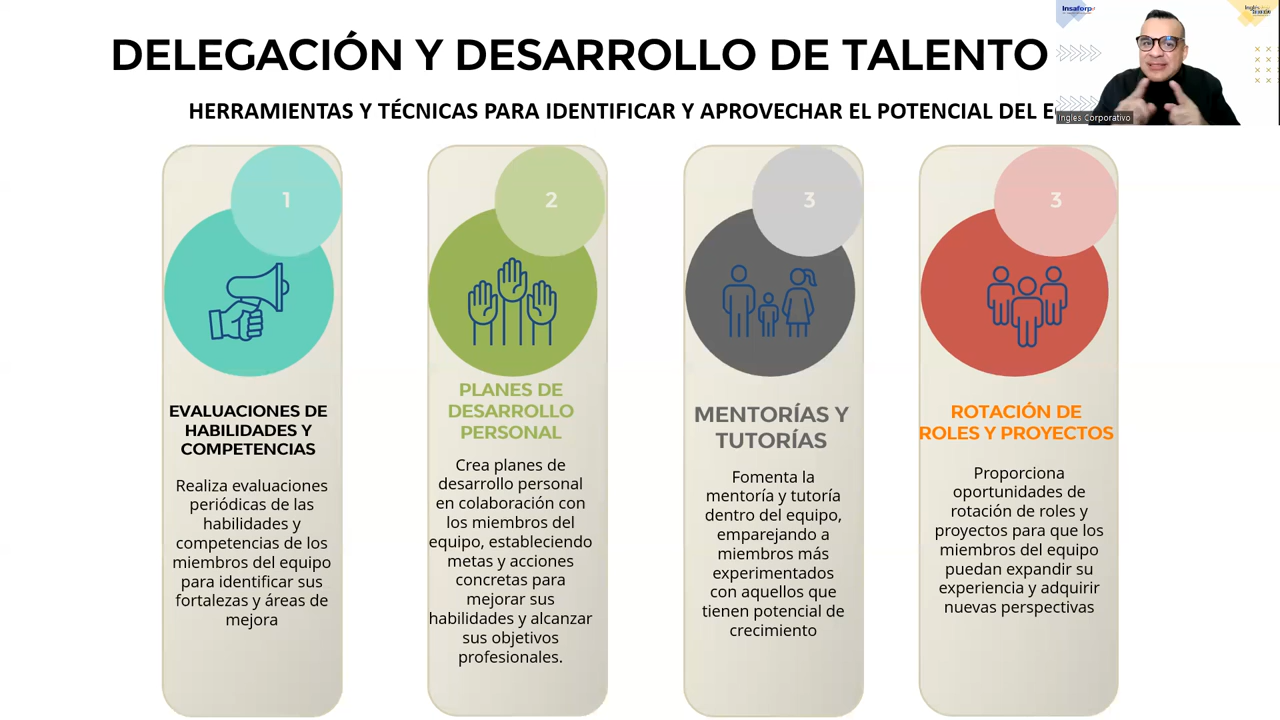 DELEGACIÓN Y DESARROLLO DE TALENTO
HERRAMIENTAS Y TÉCNICAS PARA IDENTIFICAR Y APROVECHAR EL POTENCIAL DEL
Insaforp
Ingles Corporativo
1
EVALUACIONES DE
HABILIDADES Y
COMPETENCIAS
Realiza evaluaciones
periódicas de las
habilidades y
competencias de los
miembros del equipo
para identificar sus
fortalezas y áreas de
mejora
2
PLANES DE
DESARROLLO
PERSONAL
Crea planes de
desarrollo personal
en colaboración con
los miembros del
equipo, estableciendo
metas y acciones
concretas para
mejorar sus
habilidades y alcanzar
sus objetivos
profesionales.
3
MENTORÍAS Y
TUTORÍAS
Fomenta la
mentoría y tutoría
dentro del equipo,
emparejando a
miembros más
experimentados
con aquellos que
tienen potencial de
crecimiento
3
ROTACIÓN DE
ROLES Y PROYECTOS
Proporciona
oportunidades de
rotación de roles y
proyectos para que los
miembros del equipo
puedan expandir su
experiencia y adquirir
nuevas perspectivas